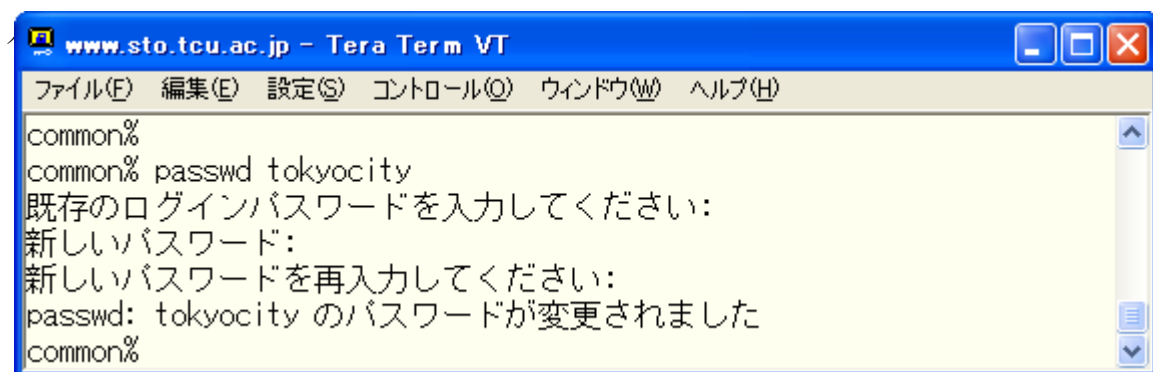 www.sto.tcu.ac.jp - Tera Term VT
ファイル(F) 編集(E) 設定(S) コントロール(O) ウィンドウ(W) ヘルプ(H)
common%
common% passwd tokyocity
既存のログインパスワードを入力してください:
新しいパスワード:
新しいパスワードを再入力してください:
passwd: tokyocity のパスワードが変更されました
common%